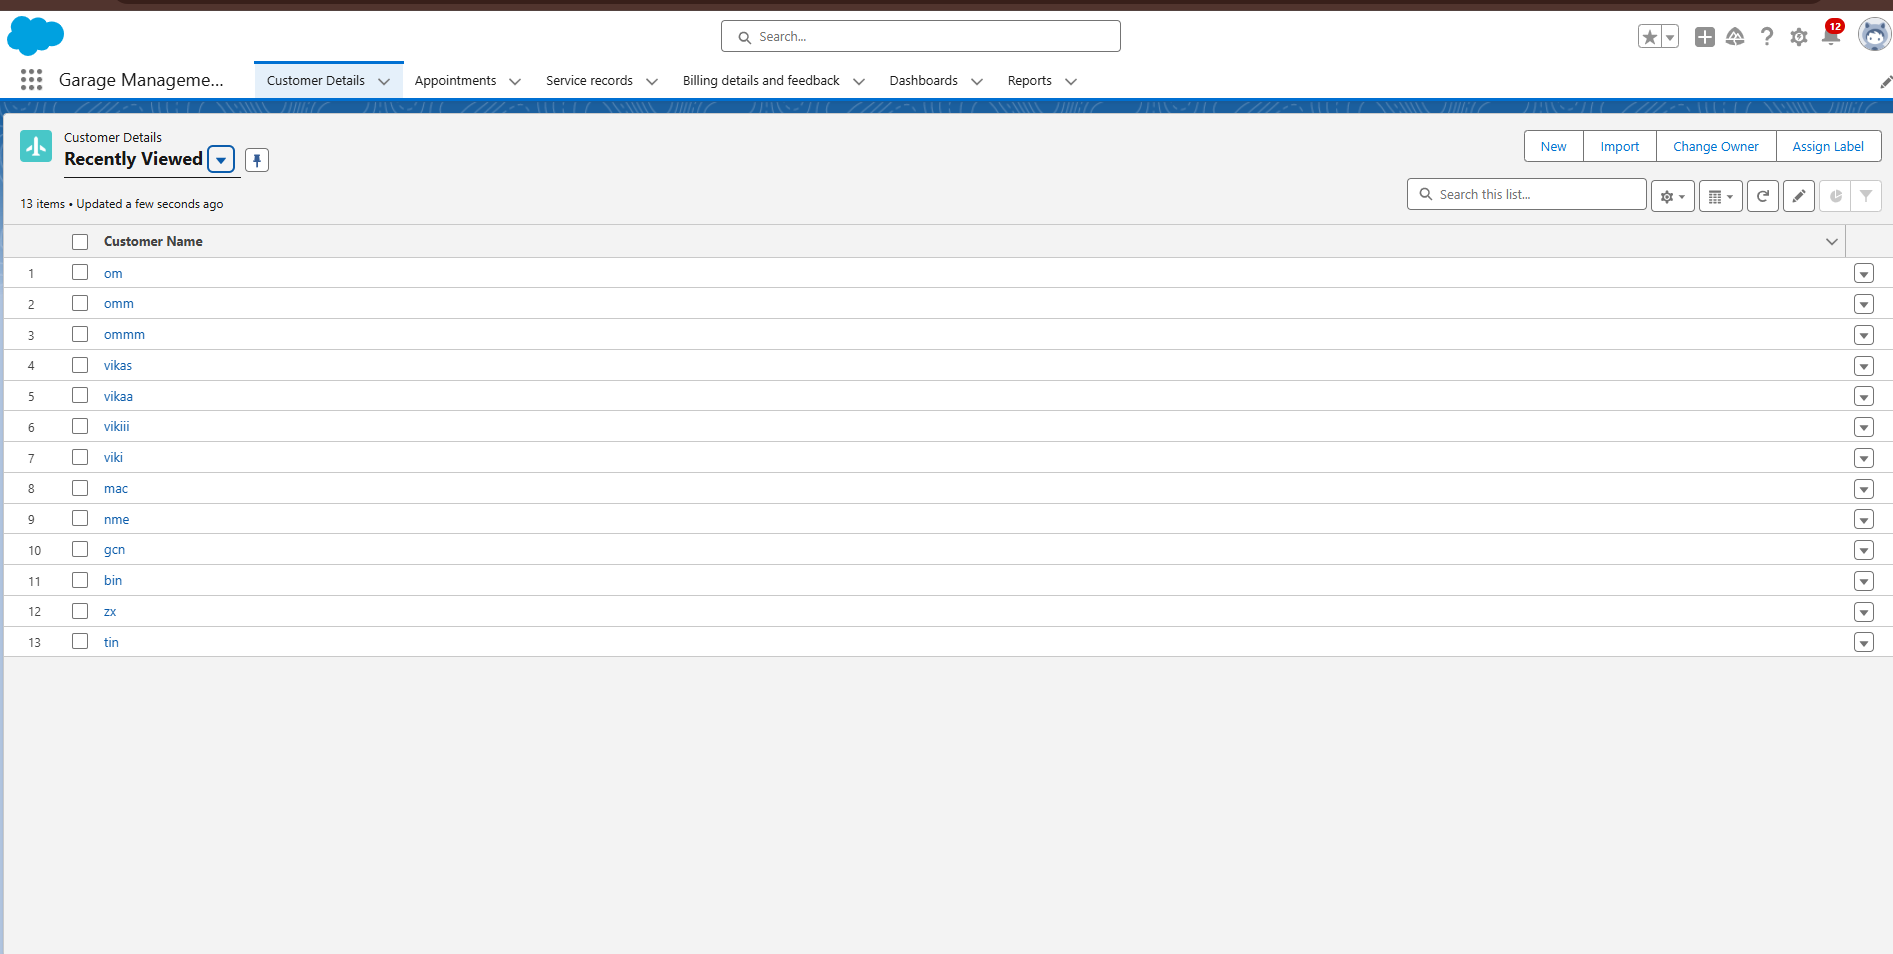 Search...
12
Garage Manageme...
Customer Details
Appointments
Service records
Billing details and feedback
Dashboards
Reports
Customer Details
Recently Viewed
New
Import
Change Owner
Assign Label
13 items • Updated a few seconds ago
Search this list...
Customer Name
1 om
2 omm
3 ommm
4 vikas
5 vikaa
6 vikiii
7 viki
8 mac
9 nme
10 gcn
11 bin
12 zx
13 tin